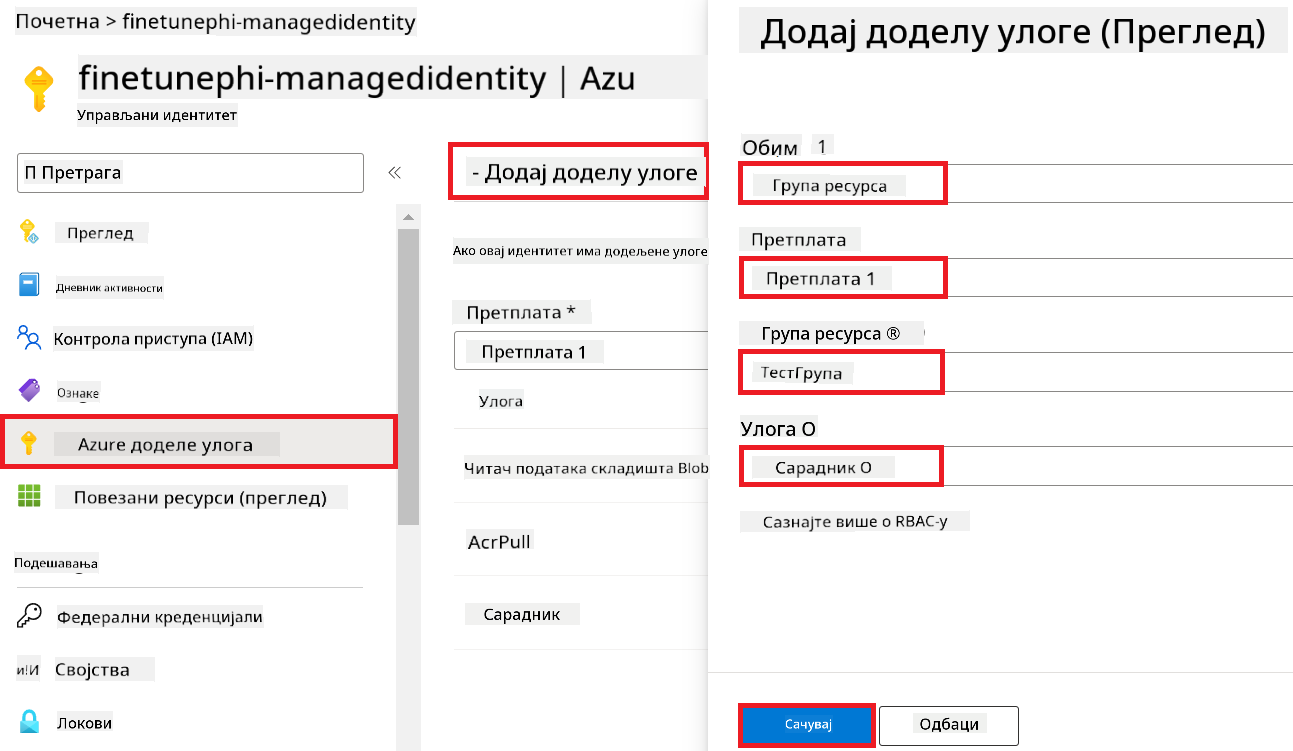 Почетна > finetunephi-managedidentity
finetunephi-managedidentity | Azu
Управљани идентитет
П Претрага
Преглед
Дневник активности
Контрола приступа (IAM)
Ознаке
Azure доделе улога
Повезани ресурси (преглед)
Подешавања
Федерални креденцијали
и!И Својства
Локови
- Додај доделу улоге
Ако овај идентитет има додељене улоге
Претплата *
Претплата 1
Улога
Читач података складишта Blob
AcrPull
Сарадник
Додај доделу улоге (Преглед)
Обим 1
Група ресурса
Претплата
Претплата 1
Група ресурса ®
ТестГрупа
Улога О
Сарадник О
Сазнајте више о RBAC-у
Сачувај
Одбаци